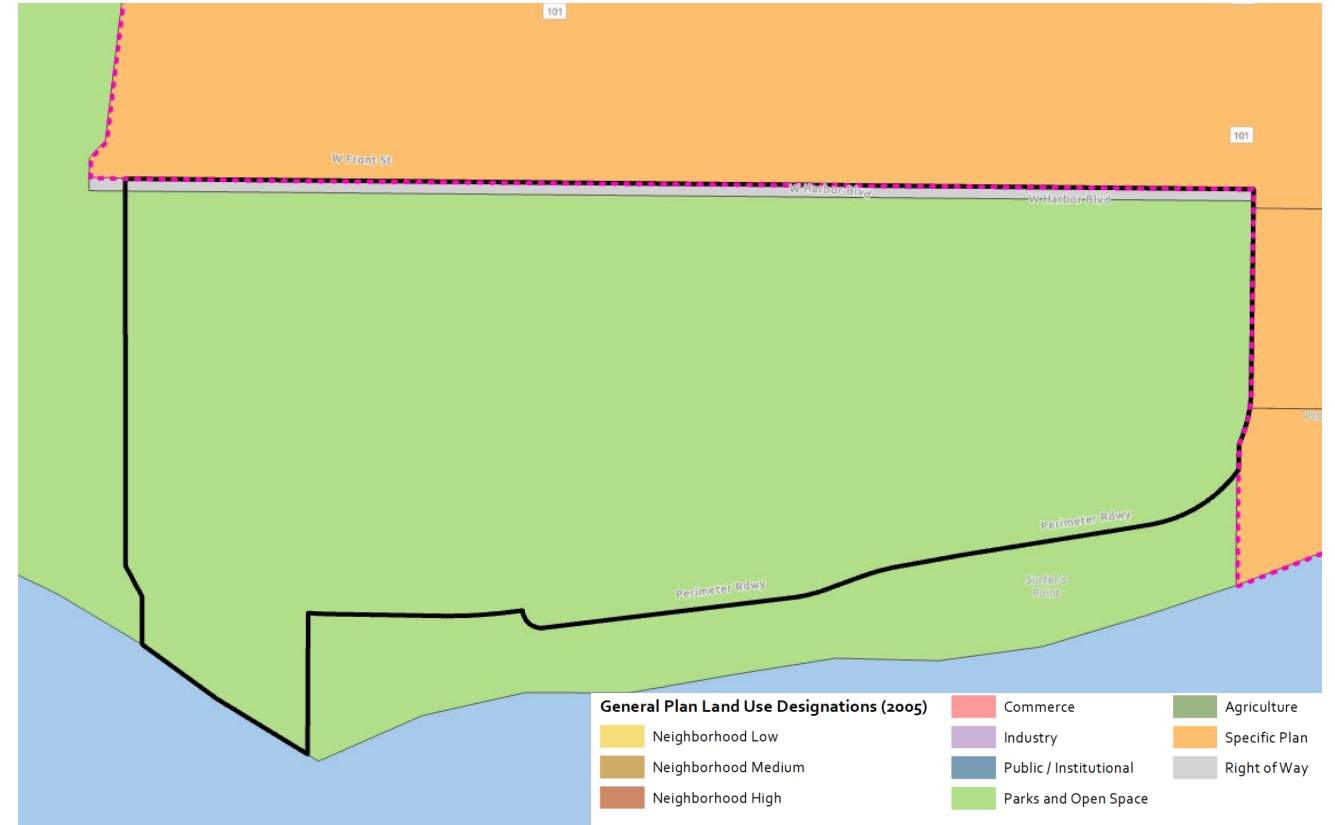 101
101
W Front St
W Harbor Blvd
W Harbor Blvd
Pro
Perimeter Rdwy
Perimeter Rdwy
Surfer's
Point
General Plan Land Use Designations (2005)
Neighborhood Low
Neighborhood Medium
Neighborhood High
Commerce
Industry
Public / Institutional
Parks and Open Space
Agriculture
Specific Plan
Right of Way